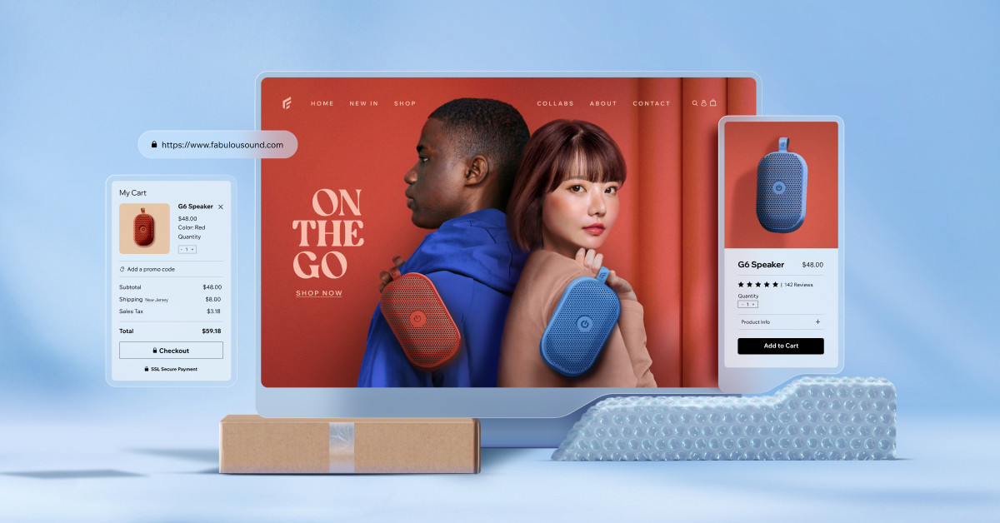 HOME NEW IN SHOP COLLABS ABOUT CONTACT
https://www.fabulousound.com
ON
THE
GO
SHOP NOW
My Cart
G6 Speaker
$48.00
Color: Red
Quantity
- 1 +
Add a promo code
Subtotal $48.00
Shipping New Jersey $8.00
Sales Tax $3.18
Total $59.18
Checkout
SSL Secure Payment
G6 Speaker $48.00
★★★★★ | 142 Reviews
Quantity
- 1 +
Product Info +
Add to Cart